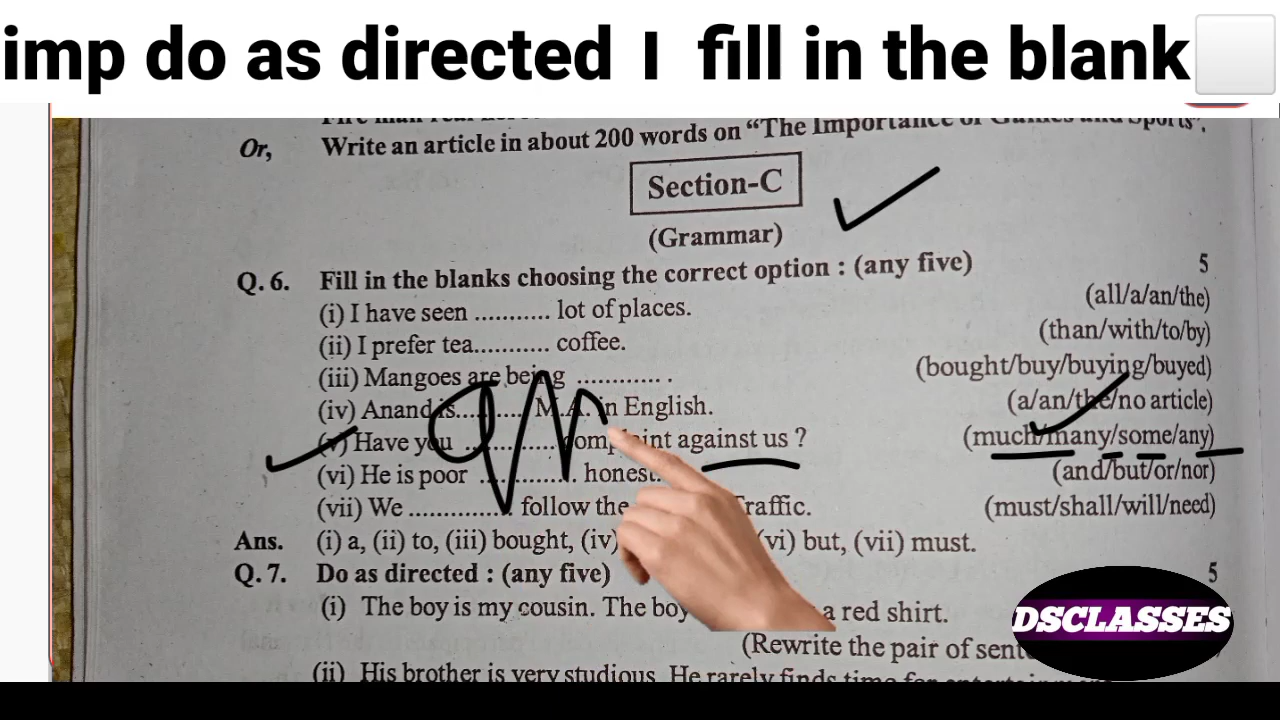 imp do as directed I fill in the blank
Or, Write an article in about 200 words on “The Importance of Games and Sports”.
Section-C
(Grammar)
Q. 6. Fill in the blanks choosing the correct option : (any five) 5
(i) I have seen ........... lot of places. (all/a/an/the)
(ii) I prefer tea........... coffee. (than/with/to/by)
(iii) Mangoes are being ............ . (bought/buy/buying/buyed)
(iv) Anand is.......... M.A. in English. (a/an/the/no article)
(v) Have you ............. complaint against us ? (much/many/some/any)
(vi) He is poor .............. honest. (and/but/or/nor)
(vii) We ............... follow the Traffic. (must/shall/will/need)
Ans. (i) a, (ii) to, (iii) bought, (iv) (vi) but, (vii) must.
Q. 7. Do as directed : (any five) 5
(i) The boy is my cousin. The boy a red shirt.
(Rewrite the pair of
(ii) His brother is very studious. He rarely finds time for
any
DSCLASSES